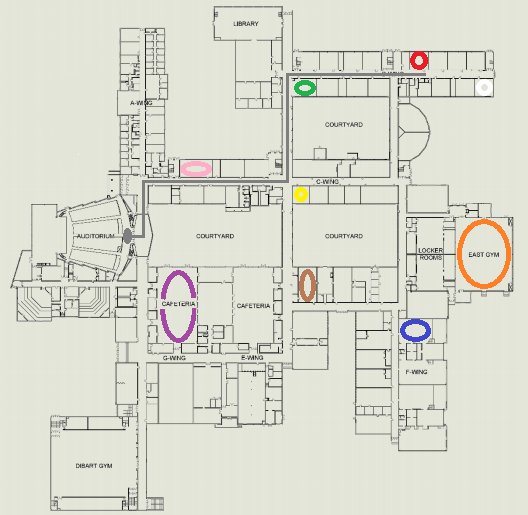 LIBRARY
A-WING
COURTYARD
C-WING
AUDITORIUM
COURTYARD
COURTYARD
LOCKER
ROOMS
EAST GYM
CAFETERIA
CAFETERIA
G-WING
E-WING
F-WING
DIBART GYM